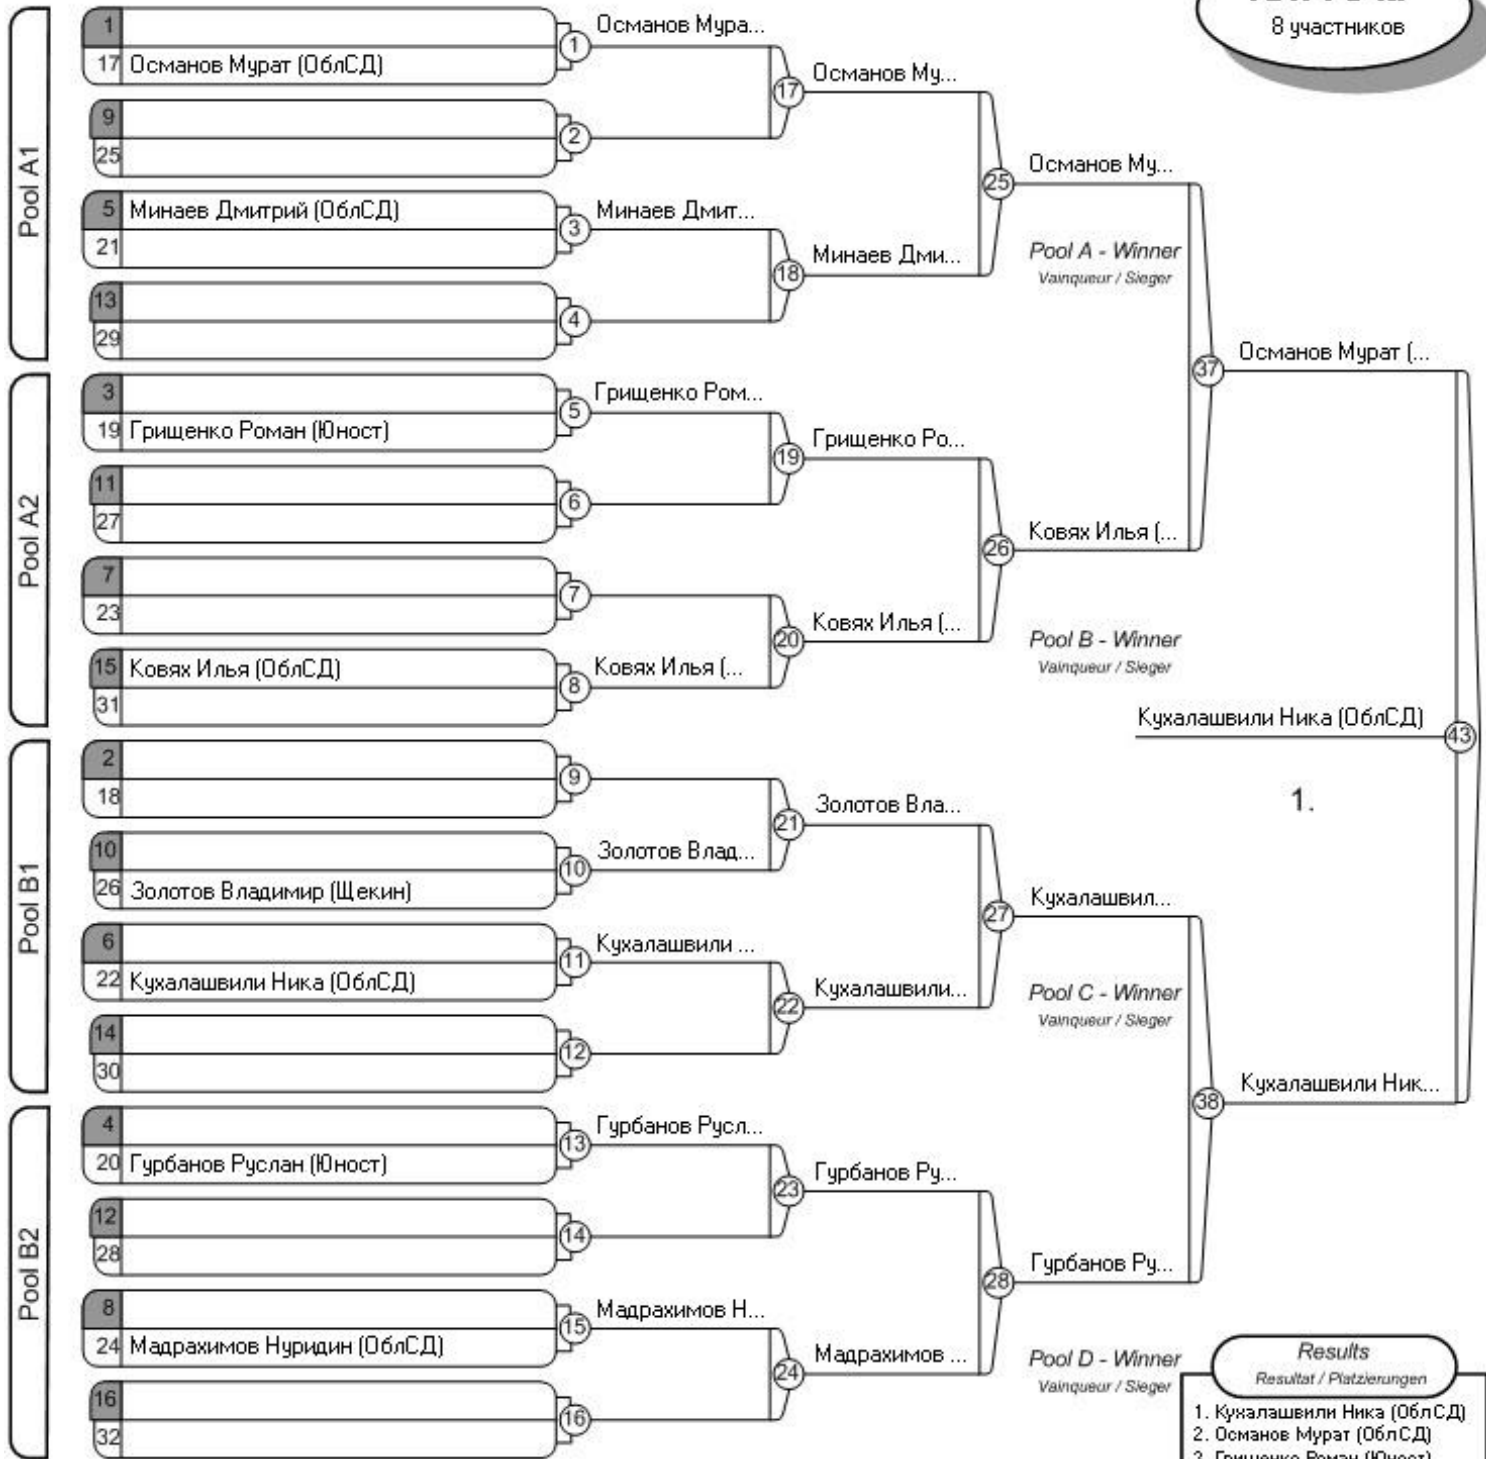 8 участников
Pool A1
1
17 Османов Мурат (ОблСД)
1
Османов Мура...
9
25
2
17
Османов Му...
5 Минаев Дмитрий (ОблСД)
21
3
Минаев Дмит...
13
29
4
18
Минаев Дми...
25
Османов Му...
Pool A - Winner
Vainqueur / Sieger
Pool A2
3
19 Грищенко Роман (Юност)
5
Грищенко Ром...
11
27
6
19
Грищенко Ро...
7
23
7
15 Ковях Илья (ОблСД)
31
8
Ковях Илья (...
20
Ковях Илья (...
26
Ковях Илья (...
Pool B - Winner
Vainqueur / Sieger
37
Османов Мурат (...
Кухалашвили Ника (ОблСД)
43
1.
Pool B1
2
18
9
10
26 Золотов Владимир (Щекин)
10
Золотов Влад...
21
Золотов Вла...
6
22 Кухалашвили Ника (ОблСД)
11
Кухалашвили ...
14
30
12
22
Кухалашвили...
27
Кухалашвил...
Pool C - Winner
Vainqueur / Sieger
Pool B2
4
20 Гурбанов Руслан (Юност)
13
Гурбанов Русл...
12
28
14
23
Гурбанов Ру...
8
24 Мадрахимов Нуридин (ОблСД)
15
Мадрахимов Н...
16
32
16
24
Мадрахимов ...
28
Гурбанов Ру...
Pool D - Winner
Vainqueur / Sieger
38
Кухалашвили Ник...
Results
Resultat / Platzierungen
1. Кухалашвили Ника (ОблСД)
2. Османов Мурат (ОблСД)
3. Грищенко Роман (Юност)